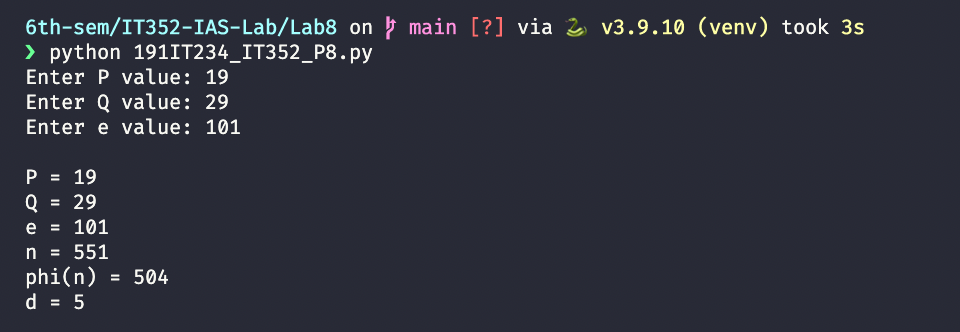 6th-sem/IT352-IAS-Lab/Lab8 on main [?] via 🐍 v3.9.10 (venv) took 3s
❯ python 191IT234_IT352_P8.py
Enter P value: 19
Enter Q value: 29
Enter e value: 101
P = 19
Q = 29
e = 101
n = 551
phi(n) = 504
d = 5